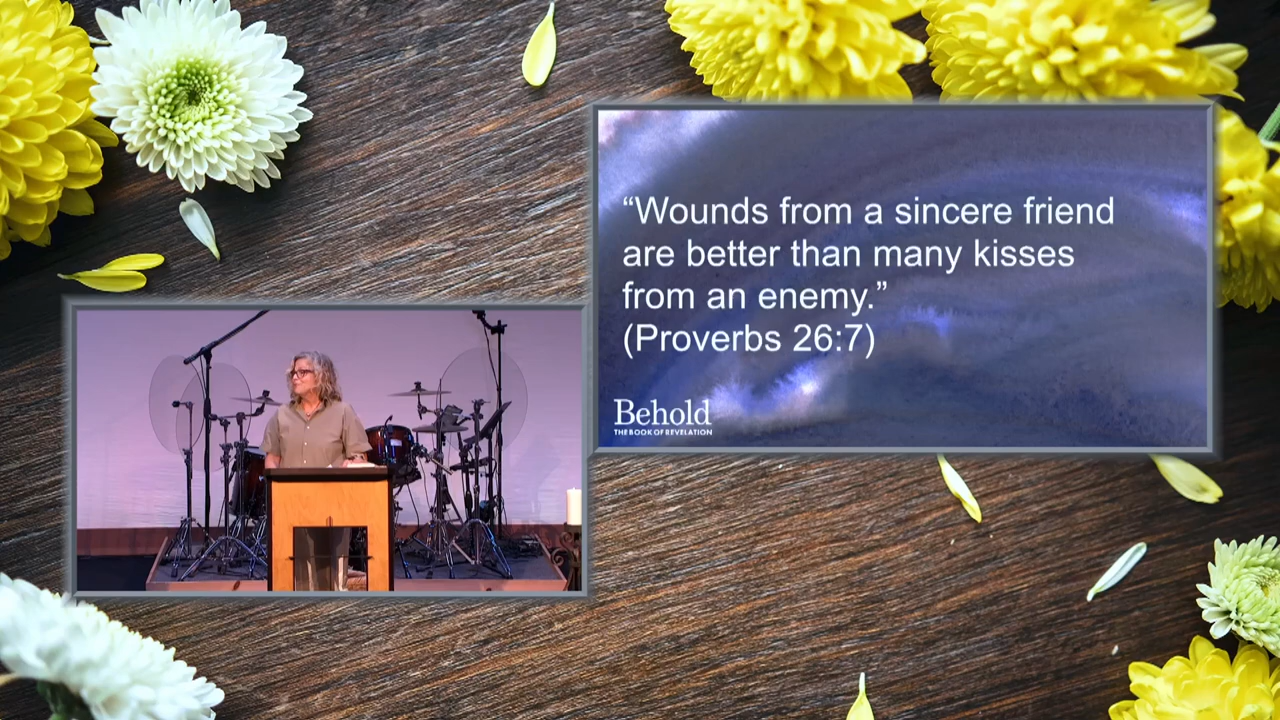 “Wounds from a sincere friend
are better than many kisses
from an enemy.”
(Proverbs 26:7)
Behold
THE BOOK OF REVELATION